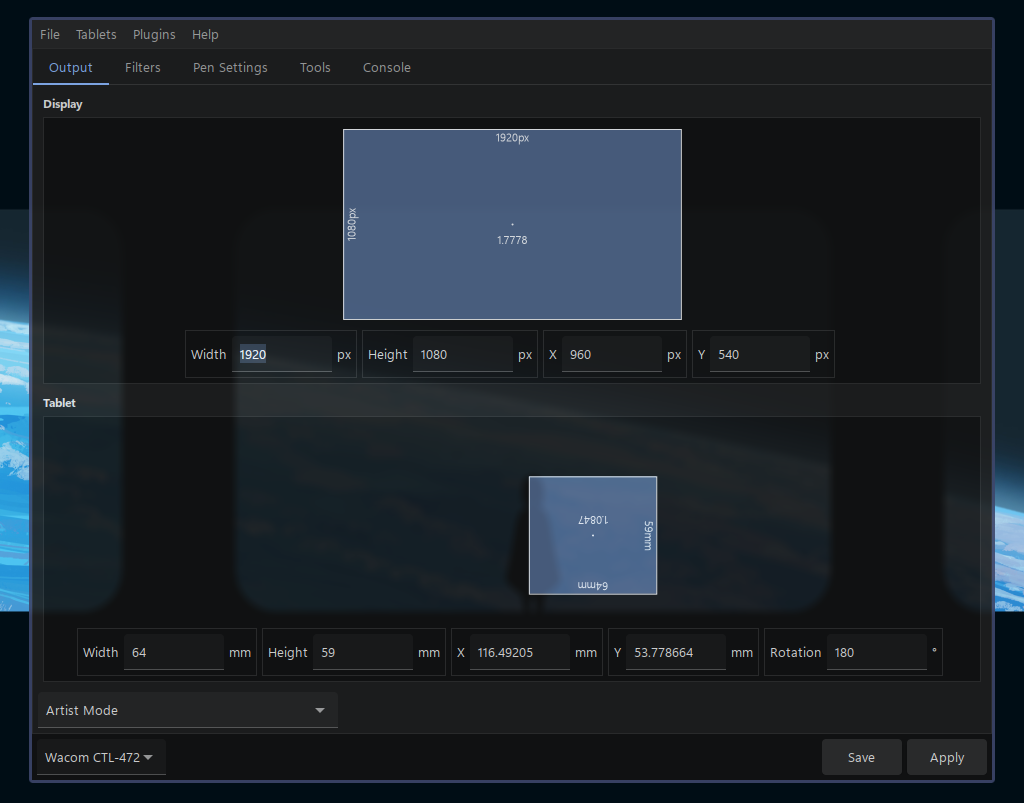 File Tablets Plugins Help
Output Filters Pen Settings Tools Console
Display
1920px
1080px
1.7778
Width 1920 px Height 1080 px X 960 px Y 540 px
Tablet
1.0847
59mm
64mm
Width 64 mm Height 59 mm X 116.49205 mm Y 53.778664 mm Rotation 180 °
Artist Mode
Wacom CTL-472 Save Apply